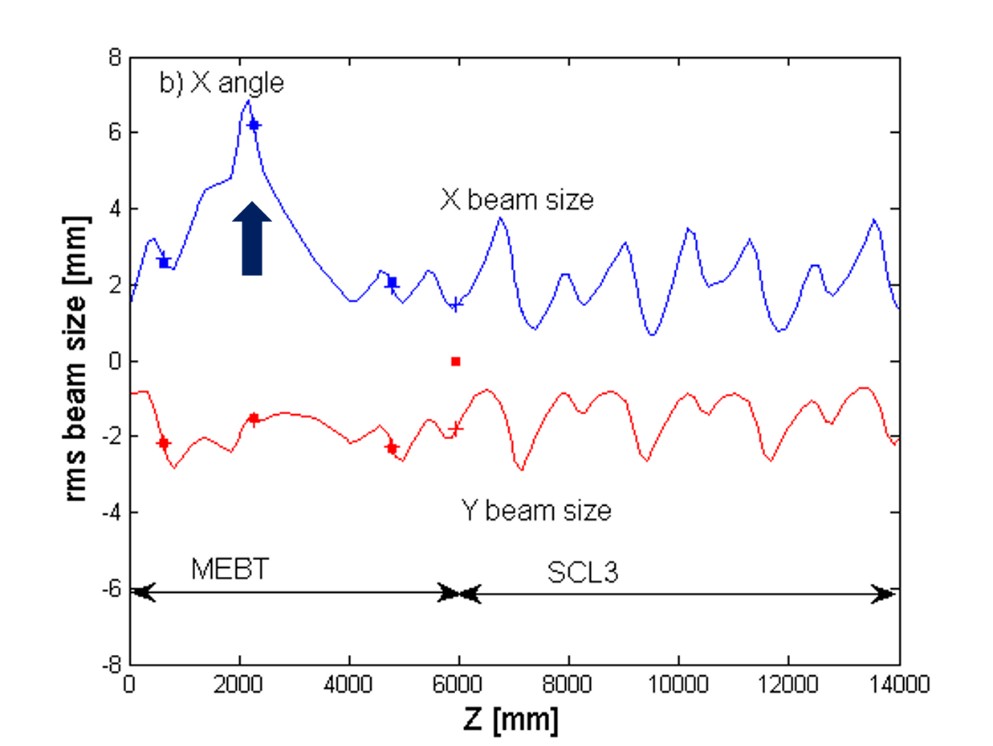 b) X angle
X beam size
Y beam size
MEBT
SCL3
rms beam size [mm]
8
6
4
2
0
-2
-4
-6
-8
0 2000 4000 6000 8000 10000 12000 14000
Z [mm]